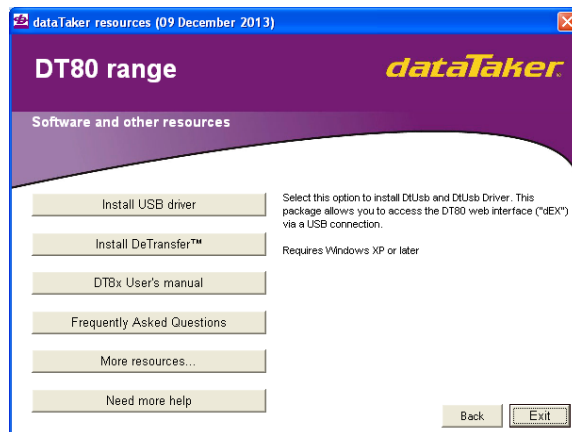 dataTaker resources (09 December 2013)
DT80 range
dataTaker
Software and other resources
Install USB driver
Select this option to install DtUsb and DtUsb Driver. This
package allows you to access the DT80 web interface ("dEX")
via a USB connection.
Requires Windows XP or later
Install DeTransfer™
DT8x User's manual
Frequently Asked Questions
More resources...
Need more help
Back
Exit